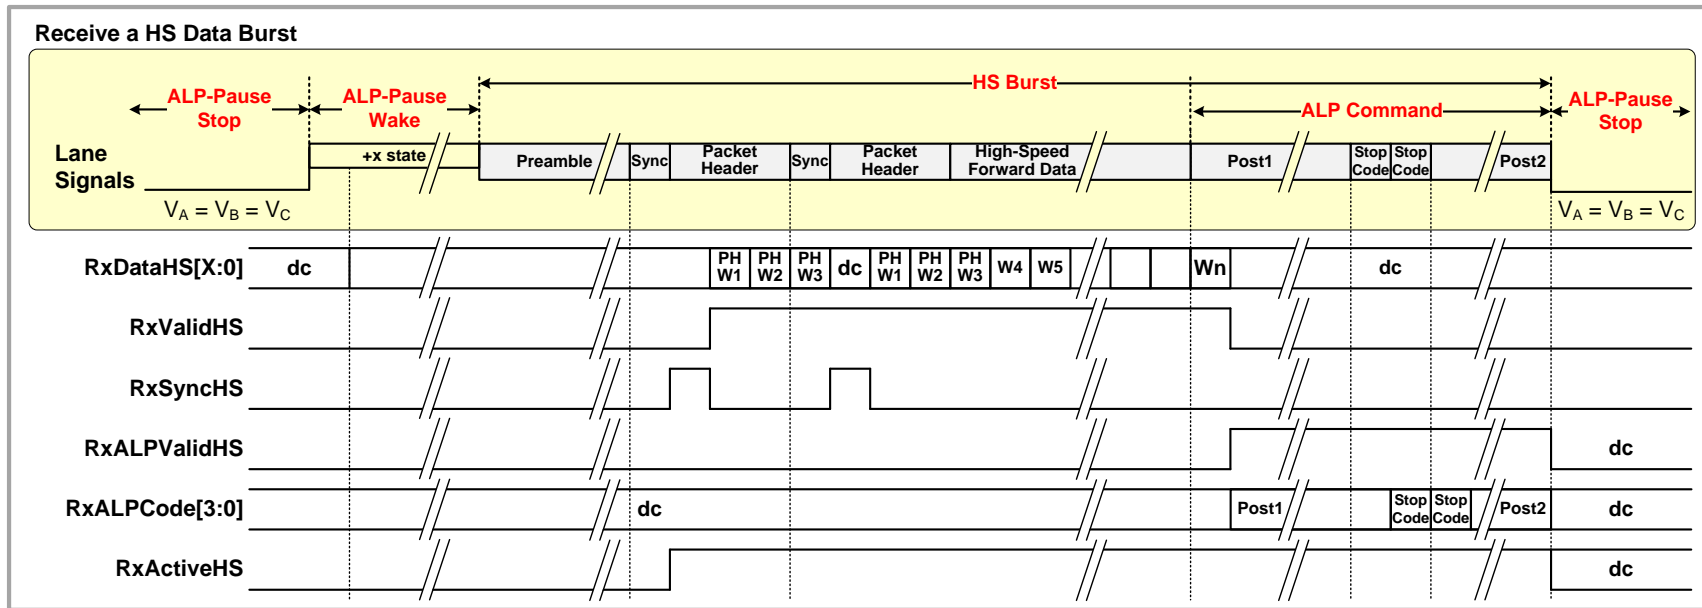 Receive a HS Data Burst
HS Burst
ALP-Pause
Stop
ALP-Pause
Wake
ALP Command
ALP-Pause
Stop
Lane
Signals
+x state
Preamble
Sync
Packet
Header
Sync
Packet
Header
High-Speed
Forward Data
Post1
Stop
Code
Stop
Code
Post2
VA = VB = VC
VA = VB = VC
RxDataHS[X:0]
dc
PH
W1
PH
W2
PH
W3
dc
PH
W1
PH
W2
PH
W3
W4
W5
Wn
dc
RxValidHS
RxSyncHS
RxALPValidHS
dc
RxALPCode[3:0]
dc
Post1
Stop
Code
Stop
Code
Post2
dc
RxActiveHS
dc